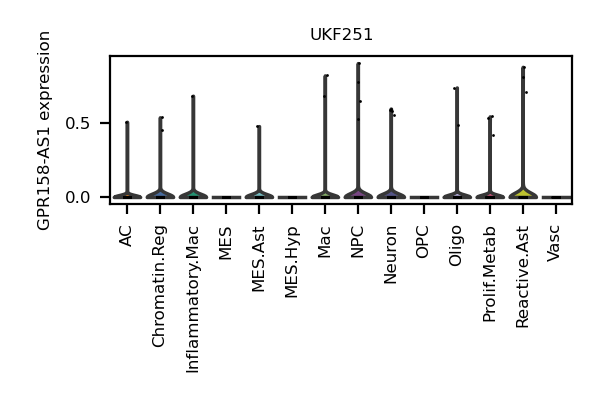 UKF251
GPR158-AS1 expression
0.5
0.0
AC
Chromatin.Reg
Inflammatory.Mac
MES
MES.Ast
MES.Hyp
Mac
NPC
Neuron
OPC
Oligo
Prolif.Metab
Reactive.Ast
Vasc